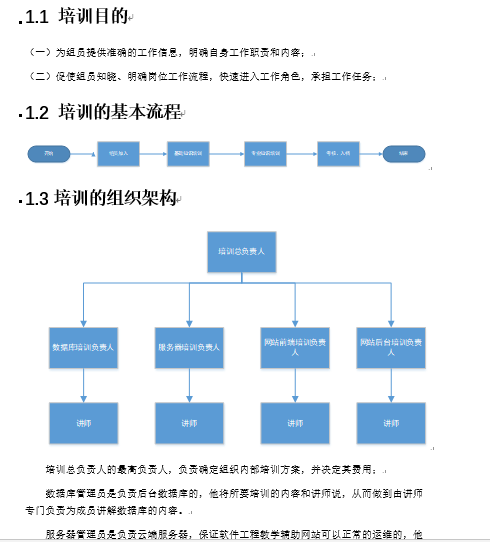 1.1 培训目的
（一）为组员提供准确的工作信息，明确自身工作职责和内容；
（二）促使组员知晓、明确岗位工作流程，快速进入工作角色，承担工作任务；
1.2 培训的基本流程
1.3 培训的组织架构
培训总负责人
数据库培训负责人
服务器培训负责人
网站前端培训负责
人
网站后台培训负责
人
讲师
讲师
讲师
讲师
培训总负责人的最高负责人，负责确定组织内部培训方案，并决定其费用；
数据库管理员是负责后台数据库的，他将所要培训的内容和讲师说，从而做到由讲师
专门负责为成员讲解数据库的内容。
服务器管理员是负责云端服务器，保证软件工程教学辅助网站可以正常的运维的，他